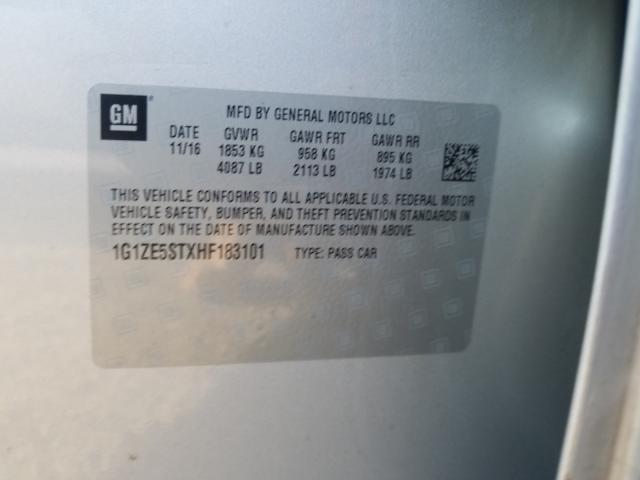 GM
MFD BY GENERAL MOTORS LLC
DATE GVWR GAWR FRT GAWR RR
11/16 1853 KG 958 KG 895 KG
4087 LB 2113 LB 1974 LB
THIS VEHICLE CONFORMS TO ALL APPLICABLE U.S. FEDERAL MOTOR
VEHICLE SAFETY, BUMPER, AND THEFT PREVENTION STANDARDS IN
EFFECT ON THE DATE OF MANUFACTURE SHOWN ABOVE.
1G1ZE5STXHF183101 TYPE: PASS CAR